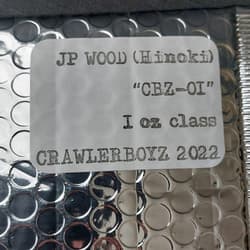 JP WOOD (Hinoki)
"CBZ-01"
1 oz class
CRAWLERBOYZ 2022